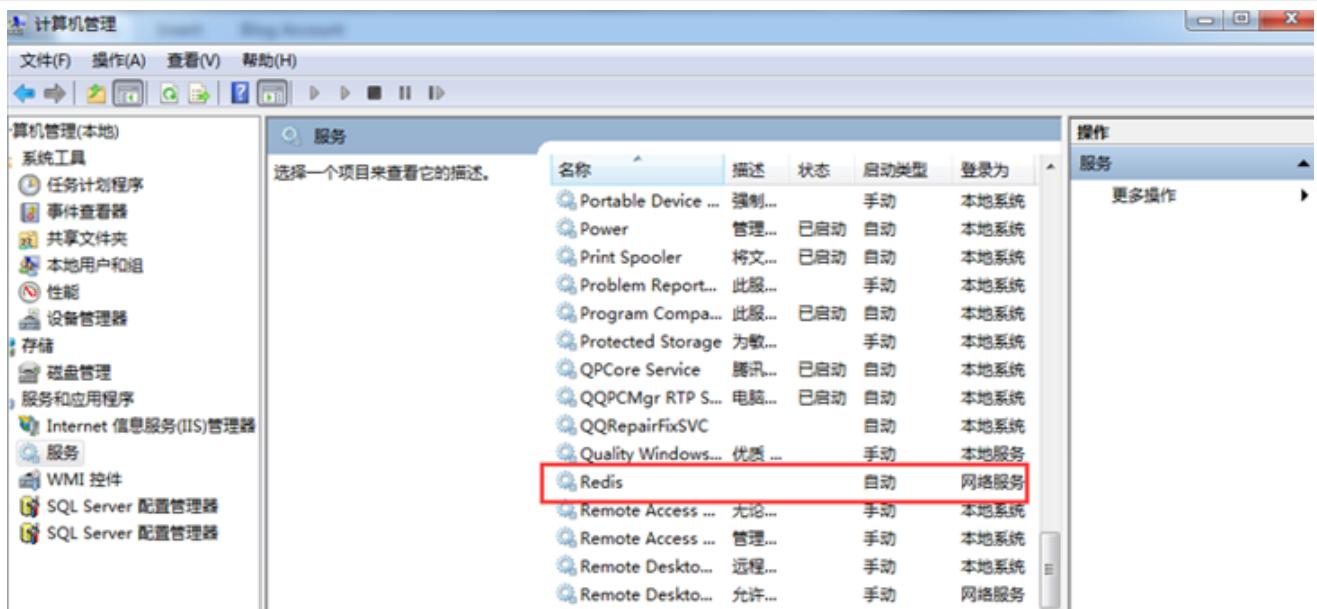 计算机管理
文件(F) 操作(A) 查看(V) 帮助(H)
算机管理(本地)
系统工具
任务计划程序
事件查看器
共享文件夹
本地用户和组
性能
设备管理器
存储
磁盘管理
服务和应用程序
Internet 信息服务(IIS)管理器
服务
WMI 控件
SQL Server 配置管理器
SQL Server 配置管理器
服务
选择一个项目来查看它的描述。
名称 描述 状态 启动类型 登录为
Portable Device ... 强制... 手动 本地系统
Power 管理... 已启动 自动 本地系统
Print Spooler 将文... 已启动 自动 本地系统
Problem Report... 此服... 手动 本地系统
Program Compa... 此服... 已启动 自动 本地系统
Protected Storage 为敏... 手动 本地系统
QPCore Service 腾讯... 已启动 自动 本地系统
QQPCMgr RTP S... 电脑... 已启动 自动 本地系统
QQRepairFixSVC 自动 本地系统
Quality Windows... 优质 ... 手动 本地服务
Redis 自动 网络服务
Remote Access ... 无论... 手动 本地系统
Remote Access ... 管理... 手动 本地系统
Remote Deskto... 远程... 手动 本地系统
Remote Deskto... 允许... 手动 网络服务
操作
服务
更多操作